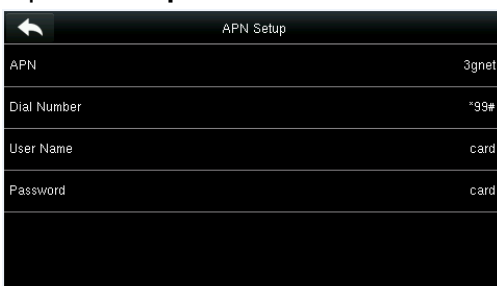 APN Setup
APN 3gnet
Dial Number *99#
User Name card
Password card